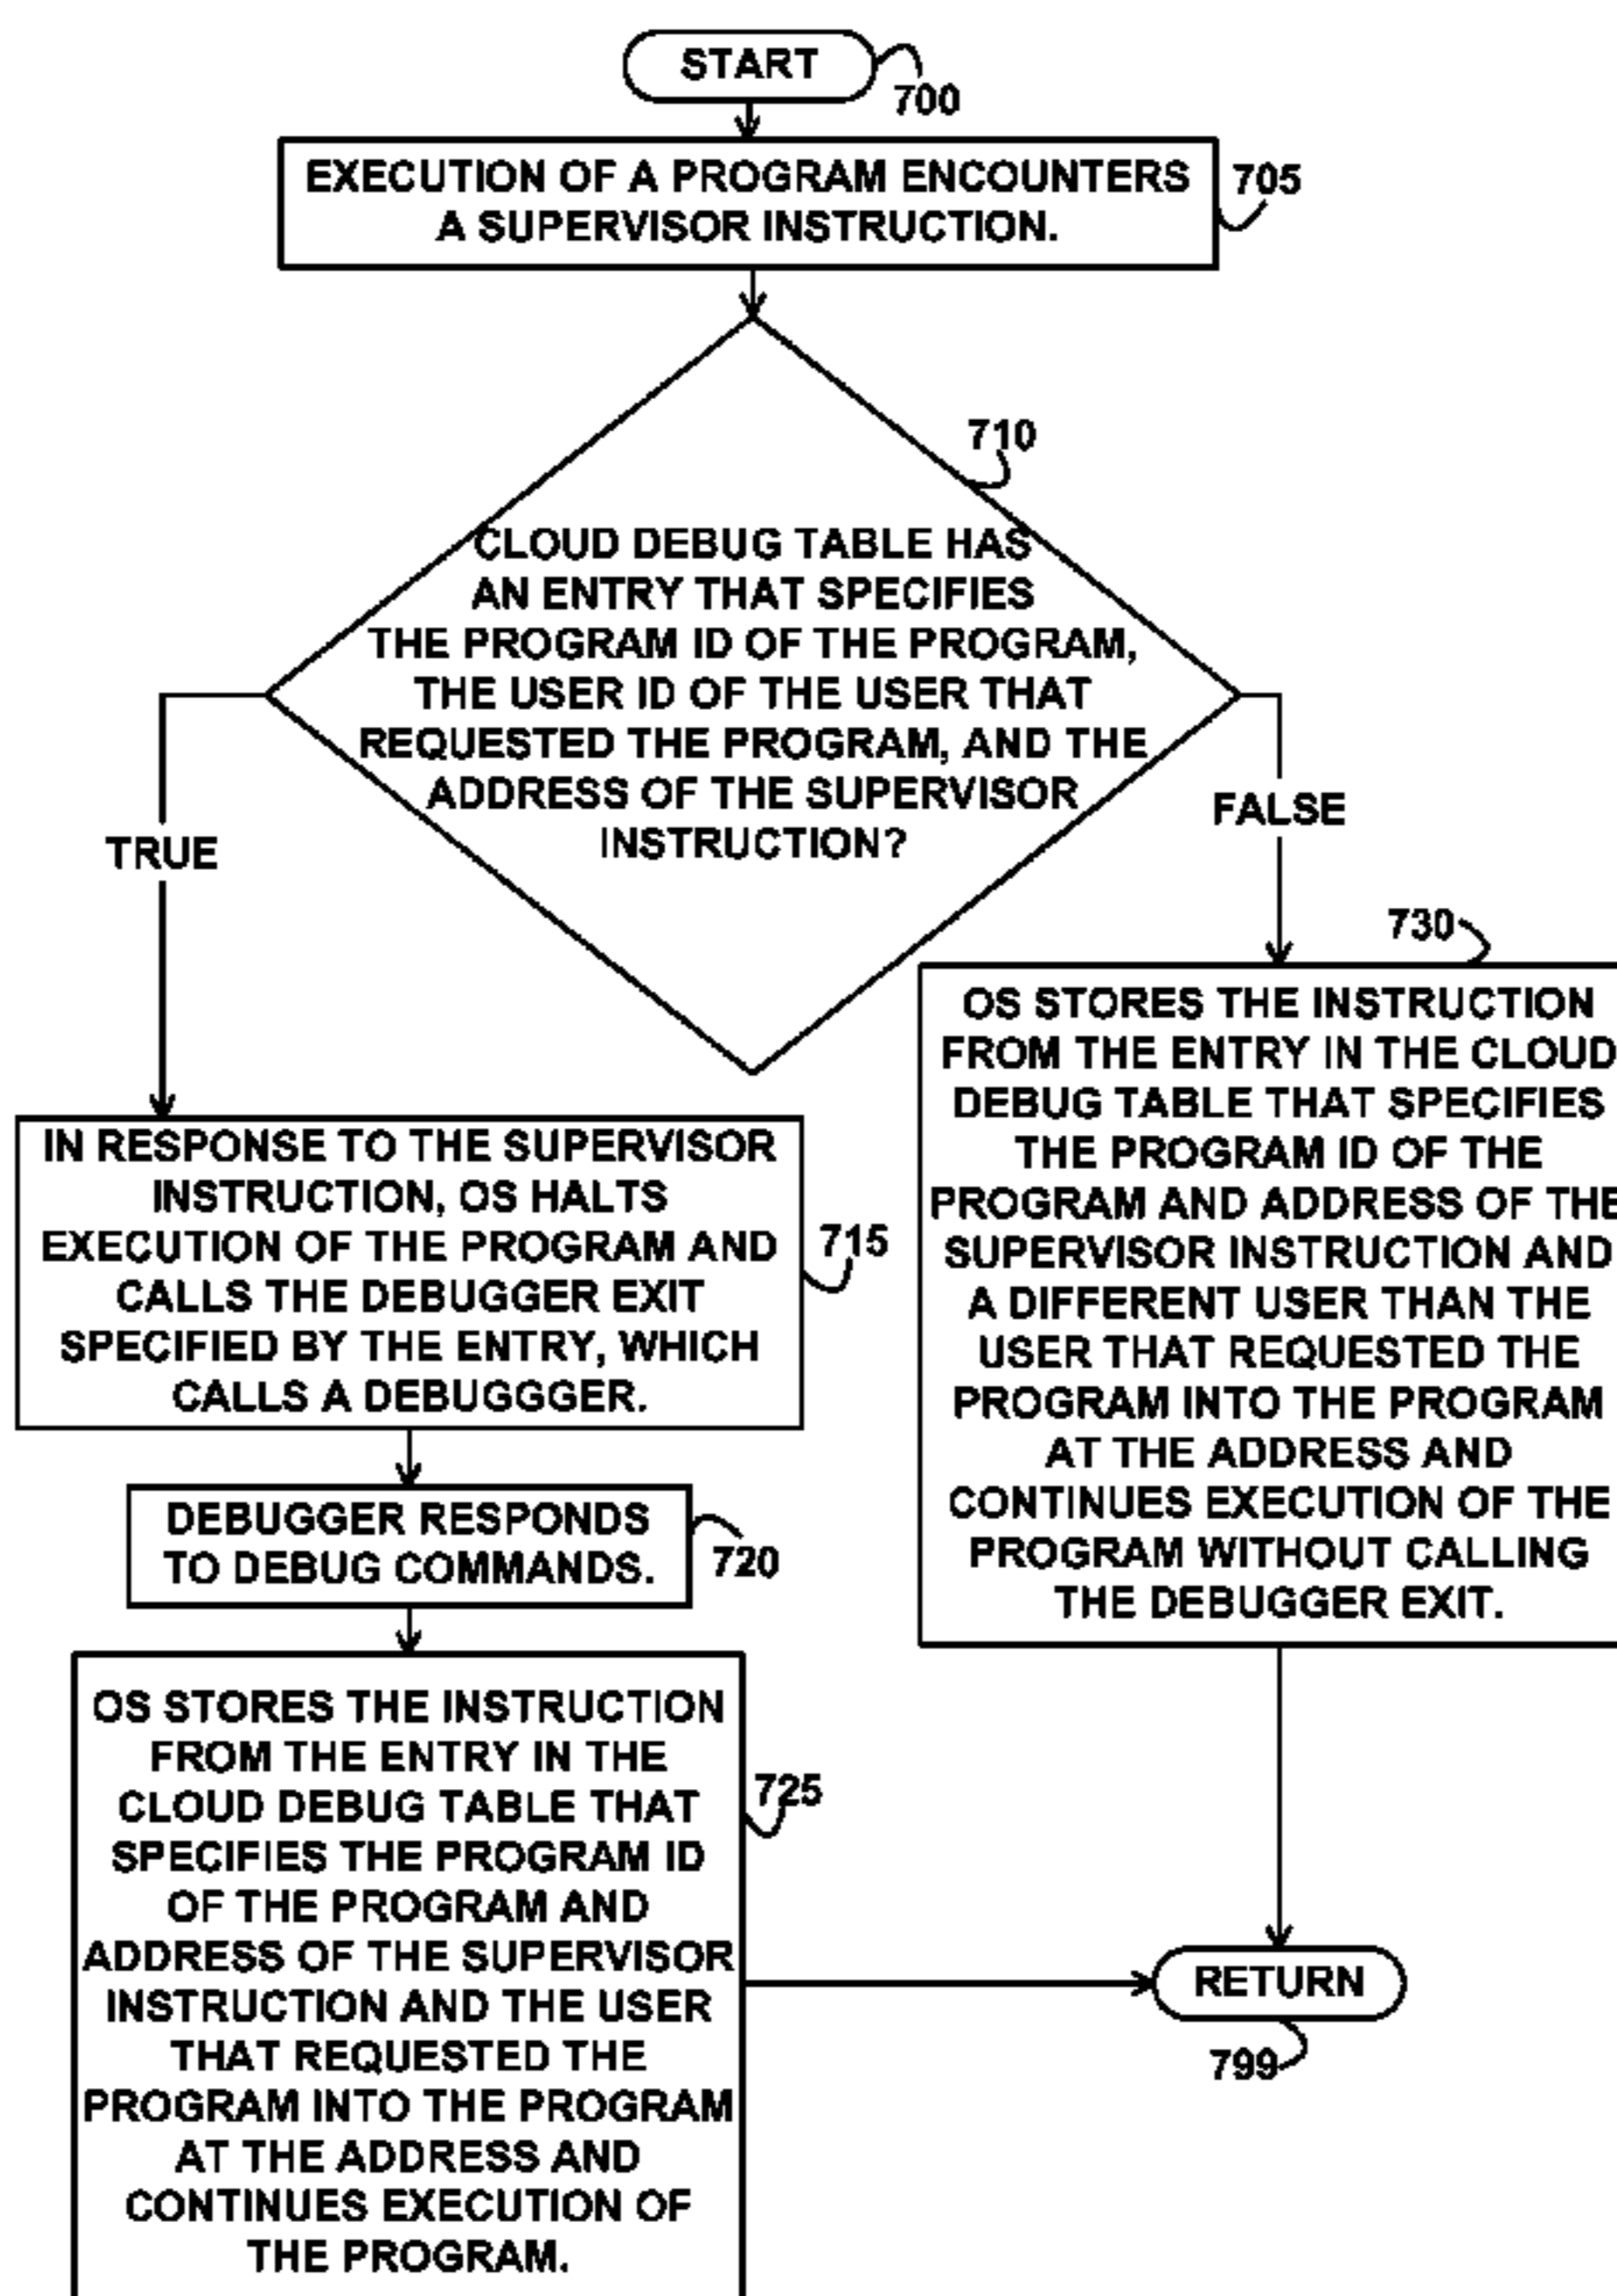 START
700
EXECUTION OF A PROGRAM ENCOUNTERS
A SUPERVISOR INSTRUCTION.
705
710
CLOUD DEBUG TABLE HAS
AN ENTRY THAT SPECIFIES
THE PROGRAM ID OF THE PROGRAM,
THE USER ID OF THE USER THAT
REQUESTED THE PROGRAM, AND THE
ADDRESS OF THE SUPERVISOR
INSTRUCTION?
TRUE
FALSE
IN RESPONSE TO THE SUPERVISOR
INSTRUCTION, OS HALTS
EXECUTION OF THE PROGRAM AND
CALLS THE DEBUGGER EXIT
SPECIFIED BY THE ENTRY, WHICH
CALLS A DEBUGGGER.
715
DEBUGGER RESPONDS
TO DEBUG COMMANDS.
720
OS STORES THE INSTRUCTION
FROM THE ENTRY IN THE
CLOUD DEBUG TABLE THAT
SPECIFIES THE PROGRAM ID
OF THE PROGRAM AND
ADDRESS OF THE SUPERVISOR
INSTRUCTION AND THE USER
THAT REQUESTED THE
PROGRAM INTO THE PROGRAM
AT THE ADDRESS AND
CONTINUES EXECUTION OF
THE PROGRAM.
725
730
OS STORES THE INSTRUCTION
FROM THE ENTRY IN THE CLOUD
DEBUG TABLE THAT SPECIFIES
THE PROGRAM ID OF THE
PROGRAM AND ADDRESS OF THE
SUPERVISOR INSTRUCTION AND
A DIFFERENT USER THAN THE
USER THAT REQUESTED THE
PROGRAM INTO THE PROGRAM
AT THE ADDRESS AND
CONTINUES EXECUTION OF THE
PROGRAM WITHOUT CALLING
THE DEBUGGER EXIT.
RETURN
799